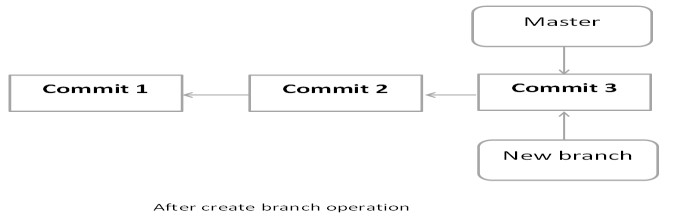 Master
Commit 1
Commit 2
Commit 3
New branch
After create branch operation